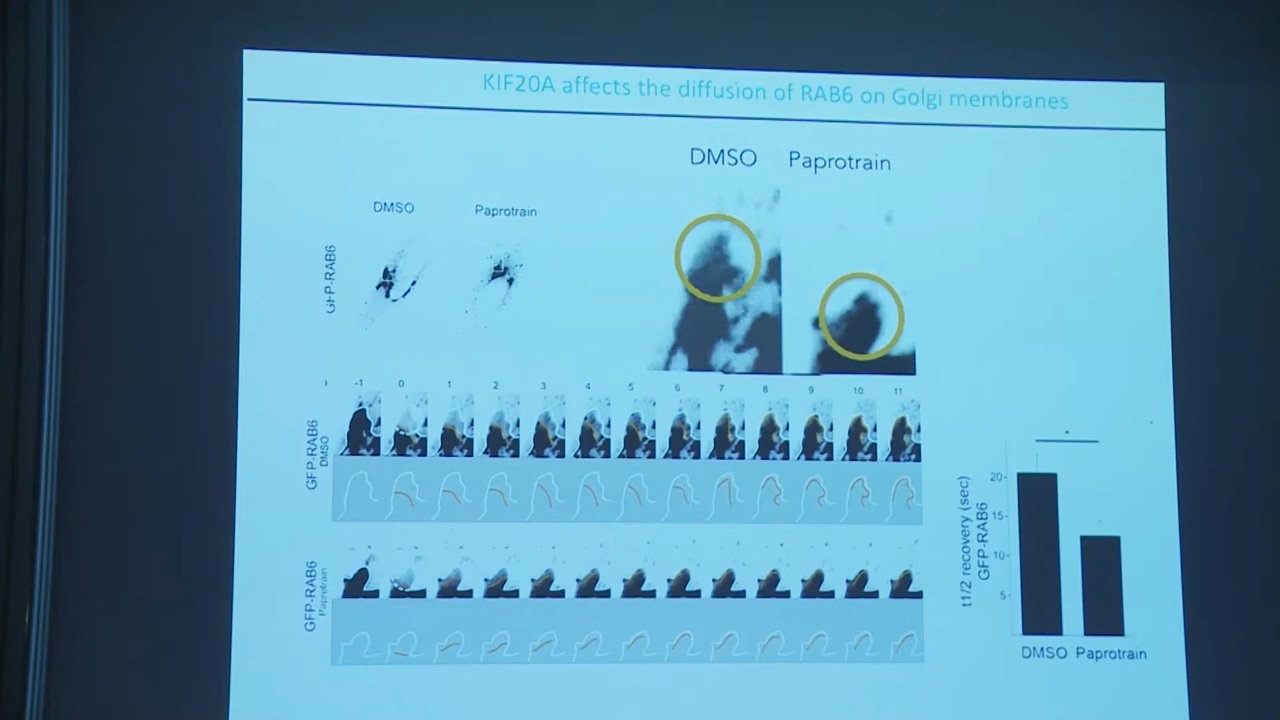 KIF20A affects the diffusion of RAB6 on Golgi membranes
DMSO Paprotrain
DMSO Paprotrain
GFP-RAB6
-1 0 1 2 3 4 5 6 7 8 9 10 11
GFP-RAB6
DMSO
GFP-RAB6
Paprotrain
t1/2 recovery (sec)
GFP-RAB6
20
15
10
5
*
DMSO Paprotrain